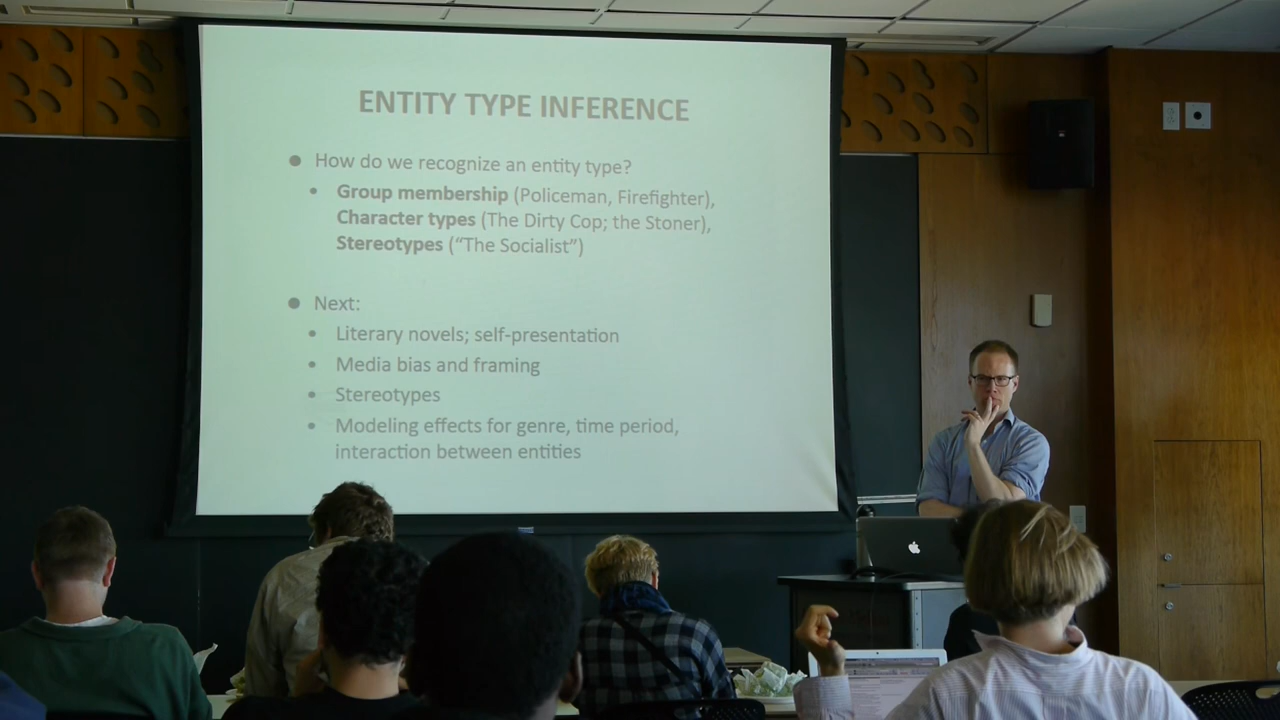 ENTITY TYPE INFERENCE
● How do we recognize an entity type?
• Group membership (Policeman, Firefighter),
Character types (The Dirty Cop; the Stoner),
Stereotypes (“The Socialist”)
● Next:
• Literary novels; self-presentation
• Media bias and framing
• Stereotypes
• Modeling effects for genre, time period,
interaction between entities